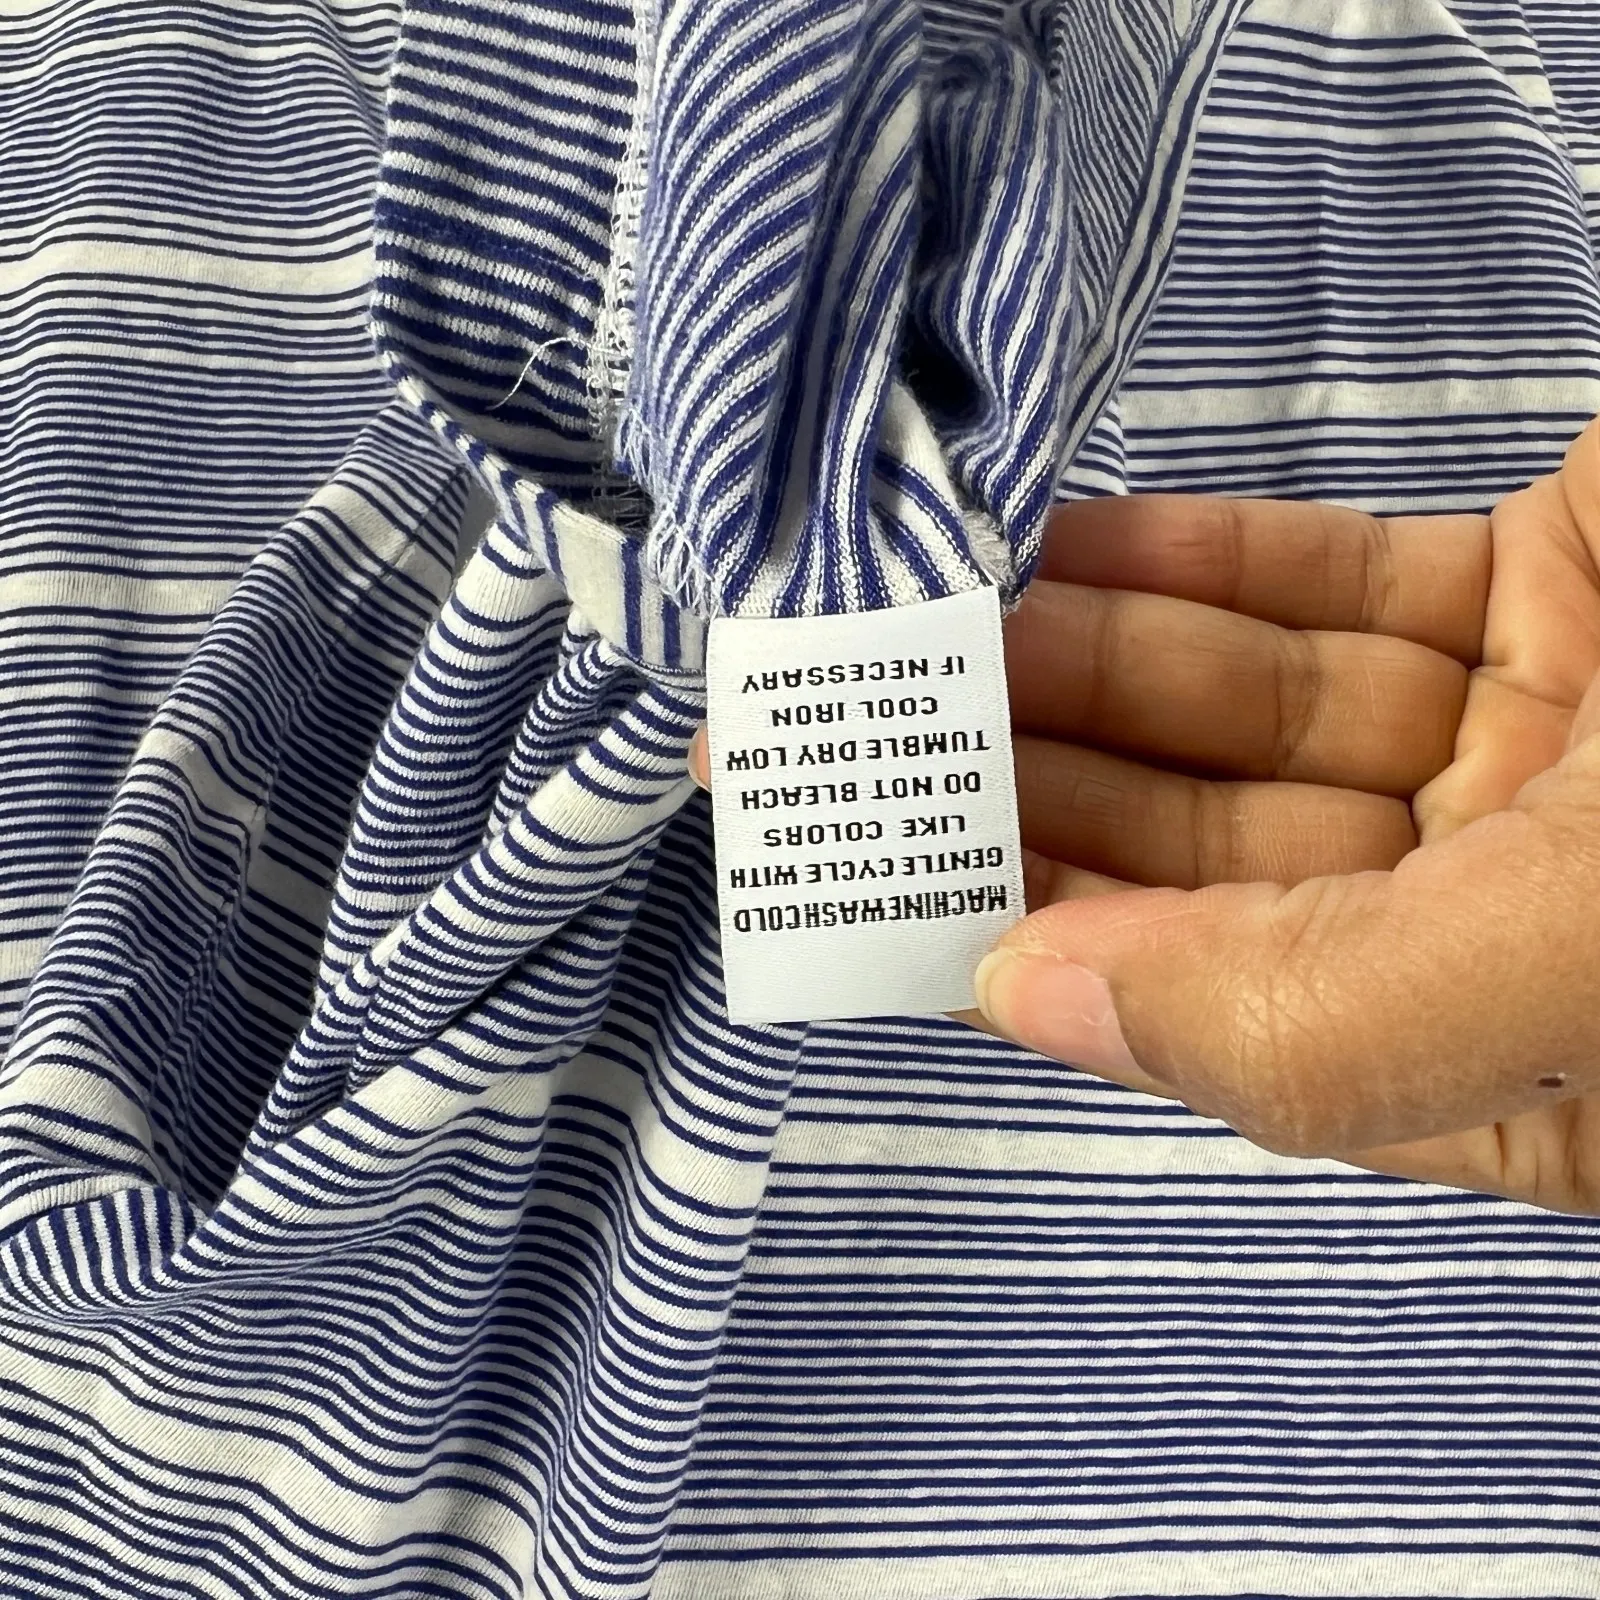 MACHINE WASH COLD
GENTLE CYCLE WITH
LIKE COLORS
DO NOT BLEACH
TUMBLE DRY LOW
COOL IRON
IF NECESSARY